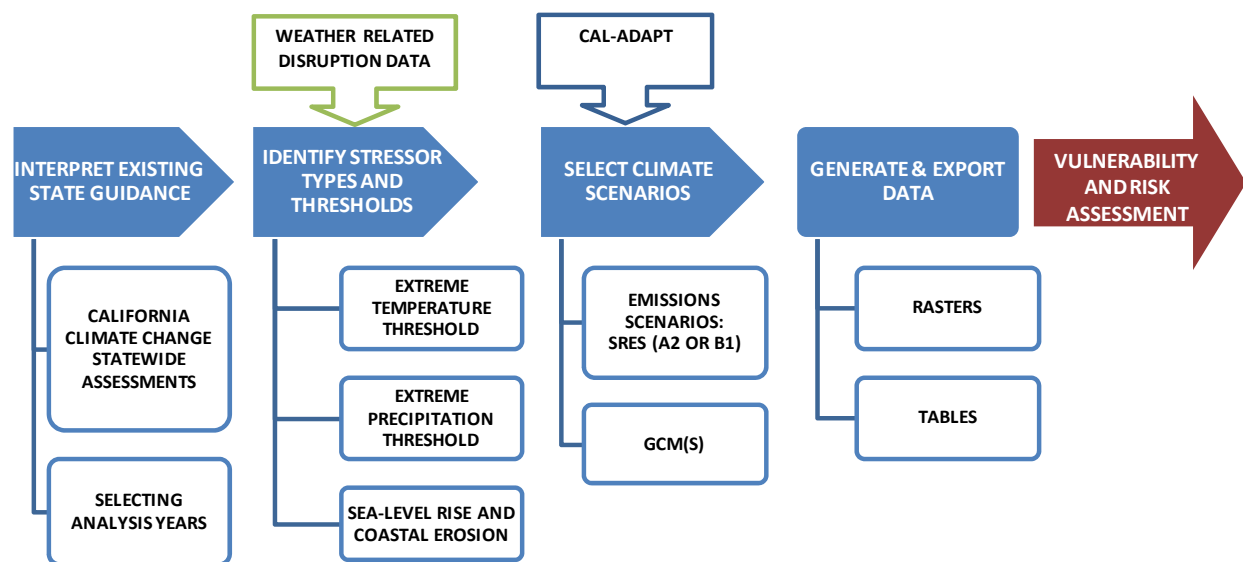 WEATHER RELATED
DISRUPTION DATA
CAL-ADAPT
INTERPRET EXISTING
STATE GUIDANCE
IDENTIFY STRESSOR
TYPES AND
THRESHOLDS
SELECT CLIMATE
SCENARIOS
GENERATE & EXPORT
DATA
VULNERABILITY
AND RISK
ASSESSMENT
CALIFORNIA
CLIMATE CHANGE
STATEWIDE
ASSESSMENTS
SELECTING
ANALYSIS YEARS
EXTREME
TEMPERATURE
THRESHOLD
EXTREME
PRECIPITATION
THRESHOLD
SEA-LEVEL RISE AND
COASTAL EROSION
EMISSIONS
SCENARIOS:
SRES (A2 OR B1)
GCM(S)
RASTERS
TABLES